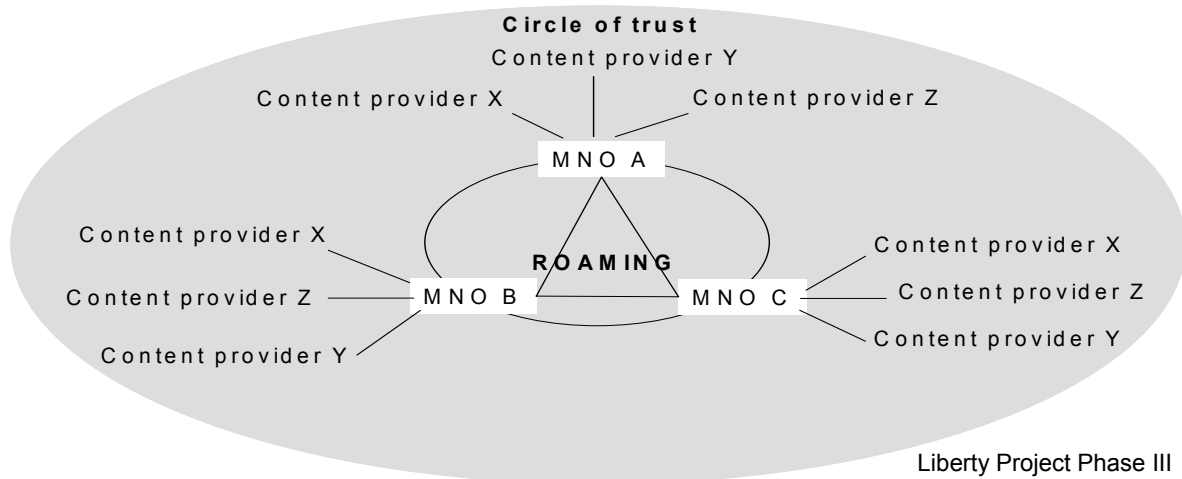 Circle of trust
Content provider Y
Content provider X
Content provider Z
MNO A
Content provider X
Content provider Z
Content provider Y
MNO B
ROAMING
MNO C
Content provider X
Content provider Z
Content provider Y
Liberty Project Phase III